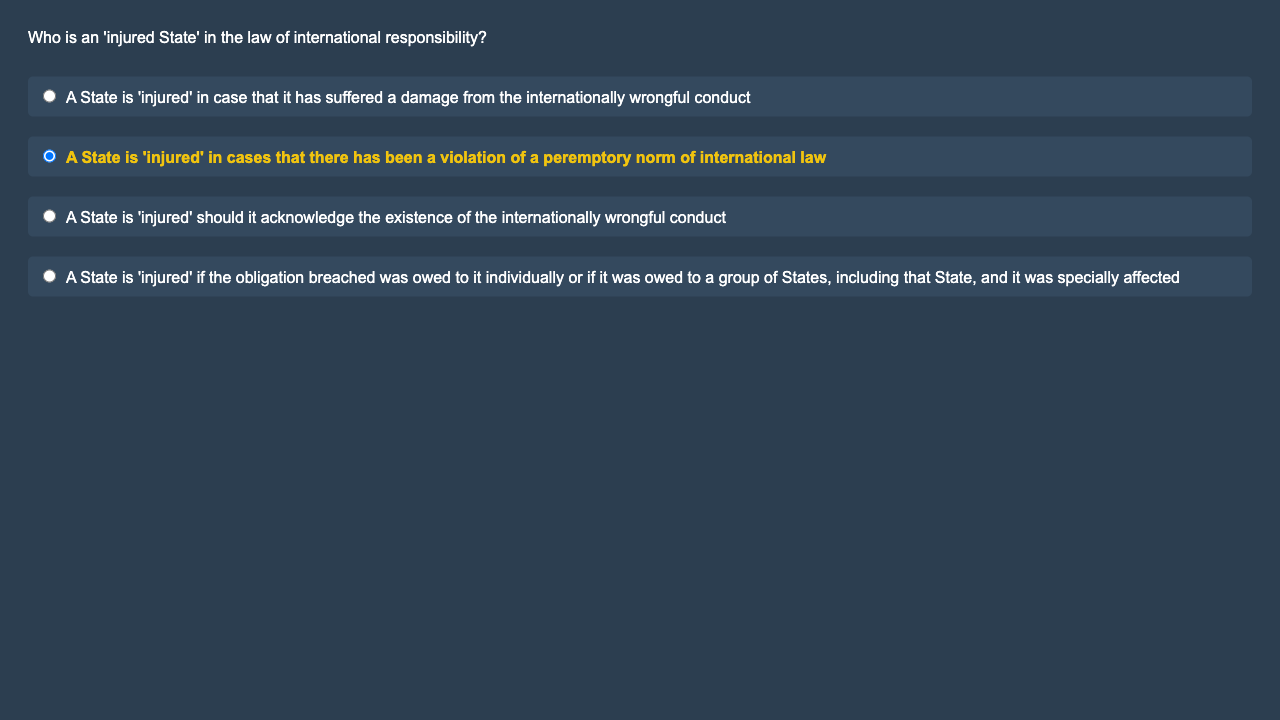 Who is an 'injured State' in the law of international responsibility?
A State is 'injured' in case that it has suffered a damage from the internationally wrongful conduct
A State is 'injured' in cases that there has been a violation of a peremptory norm of international law
A State is 'injured' should it acknowledge the existence of the internationally wrongful conduct
A State is 'injured' if the obligation breached was owed to it individually or if it was owed to a group of States, including that State, and it was specially affected